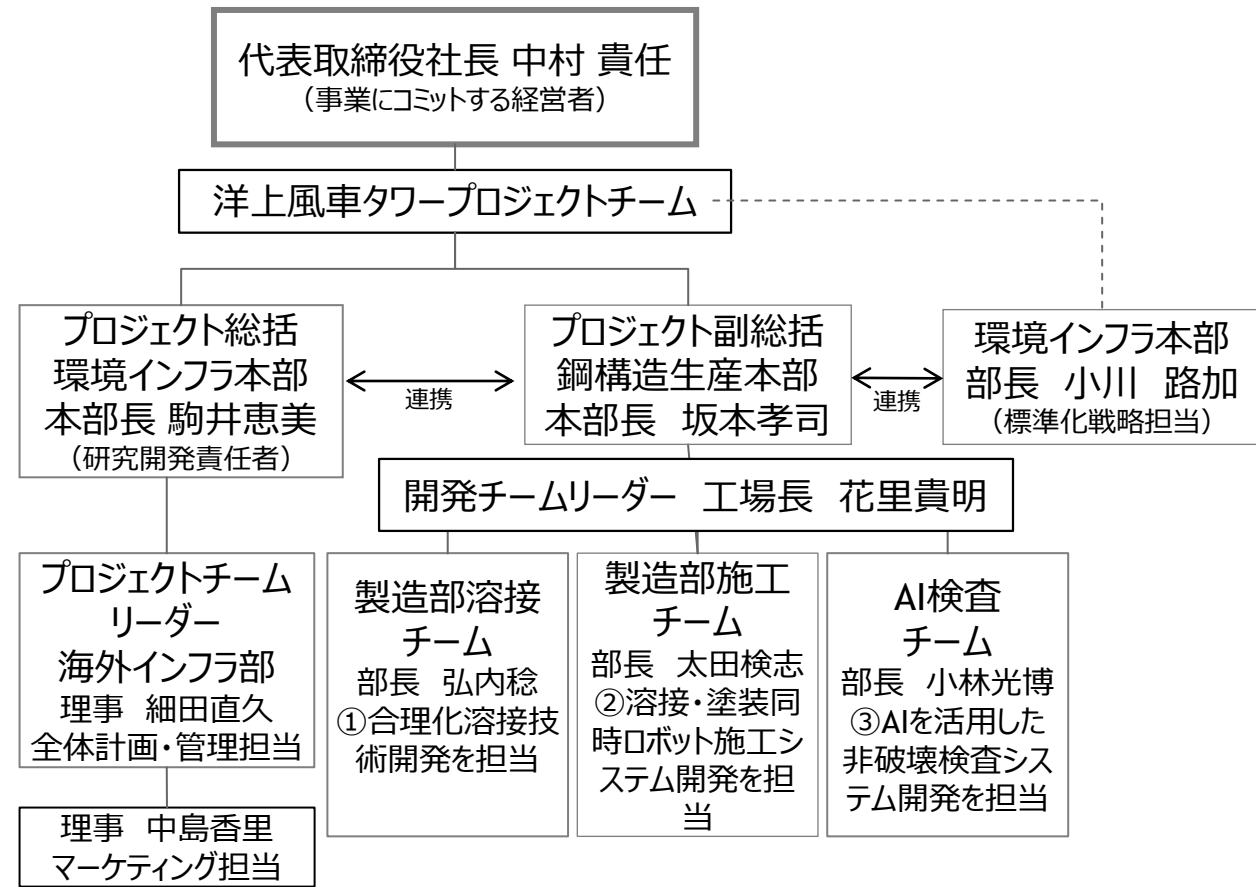 代表取締役社長 中村 貴任
（事業にコミットする経営者）
洋上風車タワープロジェクトチーム
プロジェクト総括
環境インフラ本部
本部長 駒井恵美
（研究開発責任者）
連携
プロジェクト副総括
鋼構造生産本部
本部長　坂本孝司
連携
環境インフラ本部
部長　小川　路加
（標準化戦略担当）
開発チームリーダー　工場長　花里貴明
プロジェクトチーム
リーダー
海外インフラ部
理事　細田直久
全体計画・管理担当
理事　中島香里
マーケティング担当
製造部溶接
チーム
部長　弘内稔
①合理化溶接技
術開発を担当
製造部施工
チーム
部長　太田検志
②溶接・塗装同
時ロボット施工シ
ステム開発を担
当
AI検査
チーム
部長　小林光博
③AIを活用した
非破壊検査シス
テム開発を担当